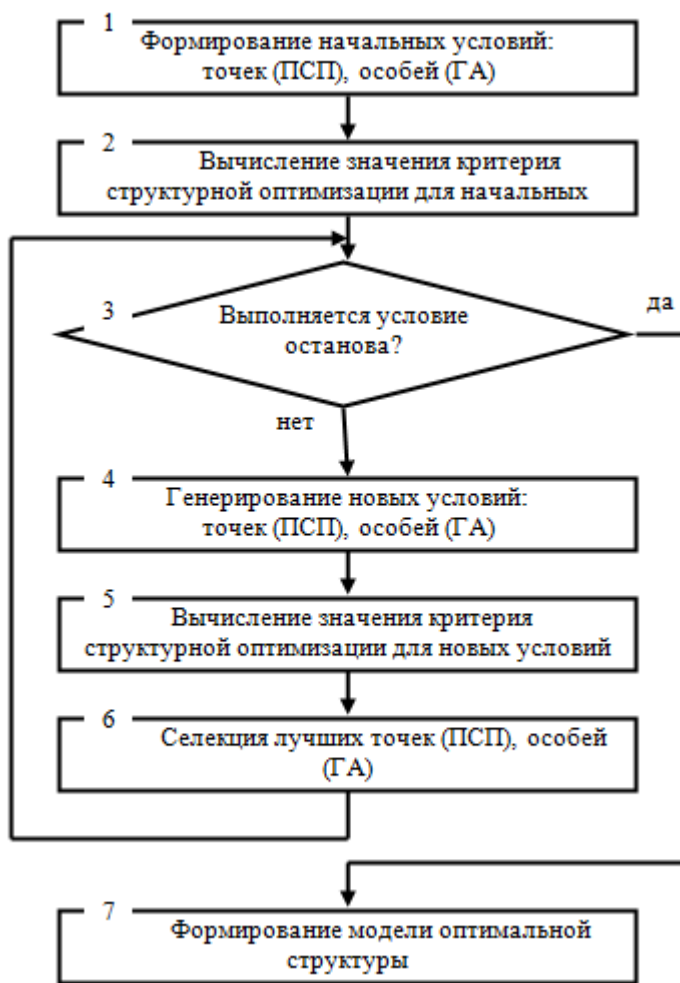 1
Формирование начальных условий:
точек (ПСП), особей (ГА)
2
Вычисление значения критерия
структурной оптимизации для начальных
3
Выполняется условие
останова?
да
нет
4
Генерирование новых условий:
точек (ПСП), особей (ГА)
5
Вычисление значения критерия
структурной оптимизации для новых условий
6
Селекция лучших точек (ПСП), особей
(ГА)
7
Формирование модели оптимальной
структуры